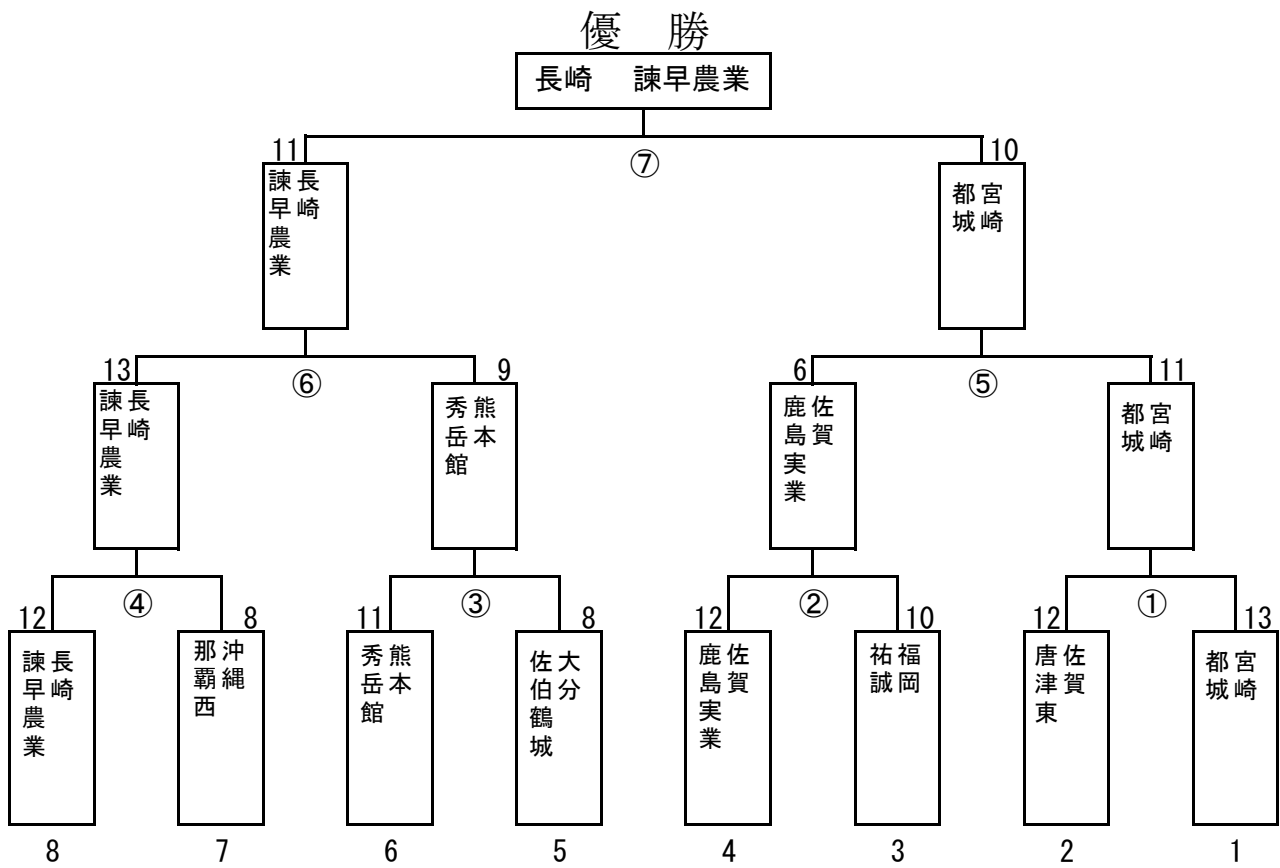 優 勝
長崎 諫早農業
11
10
⑦
長崎
諫早農業
宮崎
都城
13
9
6
11
⑥
⑤
長崎
諫早農業
熊本
秀岳館
佐賀
鹿島実業
宮崎
都城
④
③
②
①
12
8
11
8
12
10
12
13
長崎
諫早農業
沖縄
那覇西
熊本
秀岳館
大分
佐伯鶴城
佐賀
鹿島実業
福岡
祐誠
佐賀
唐津東
宮崎
都城
8
7
6
5
4
3
2
1